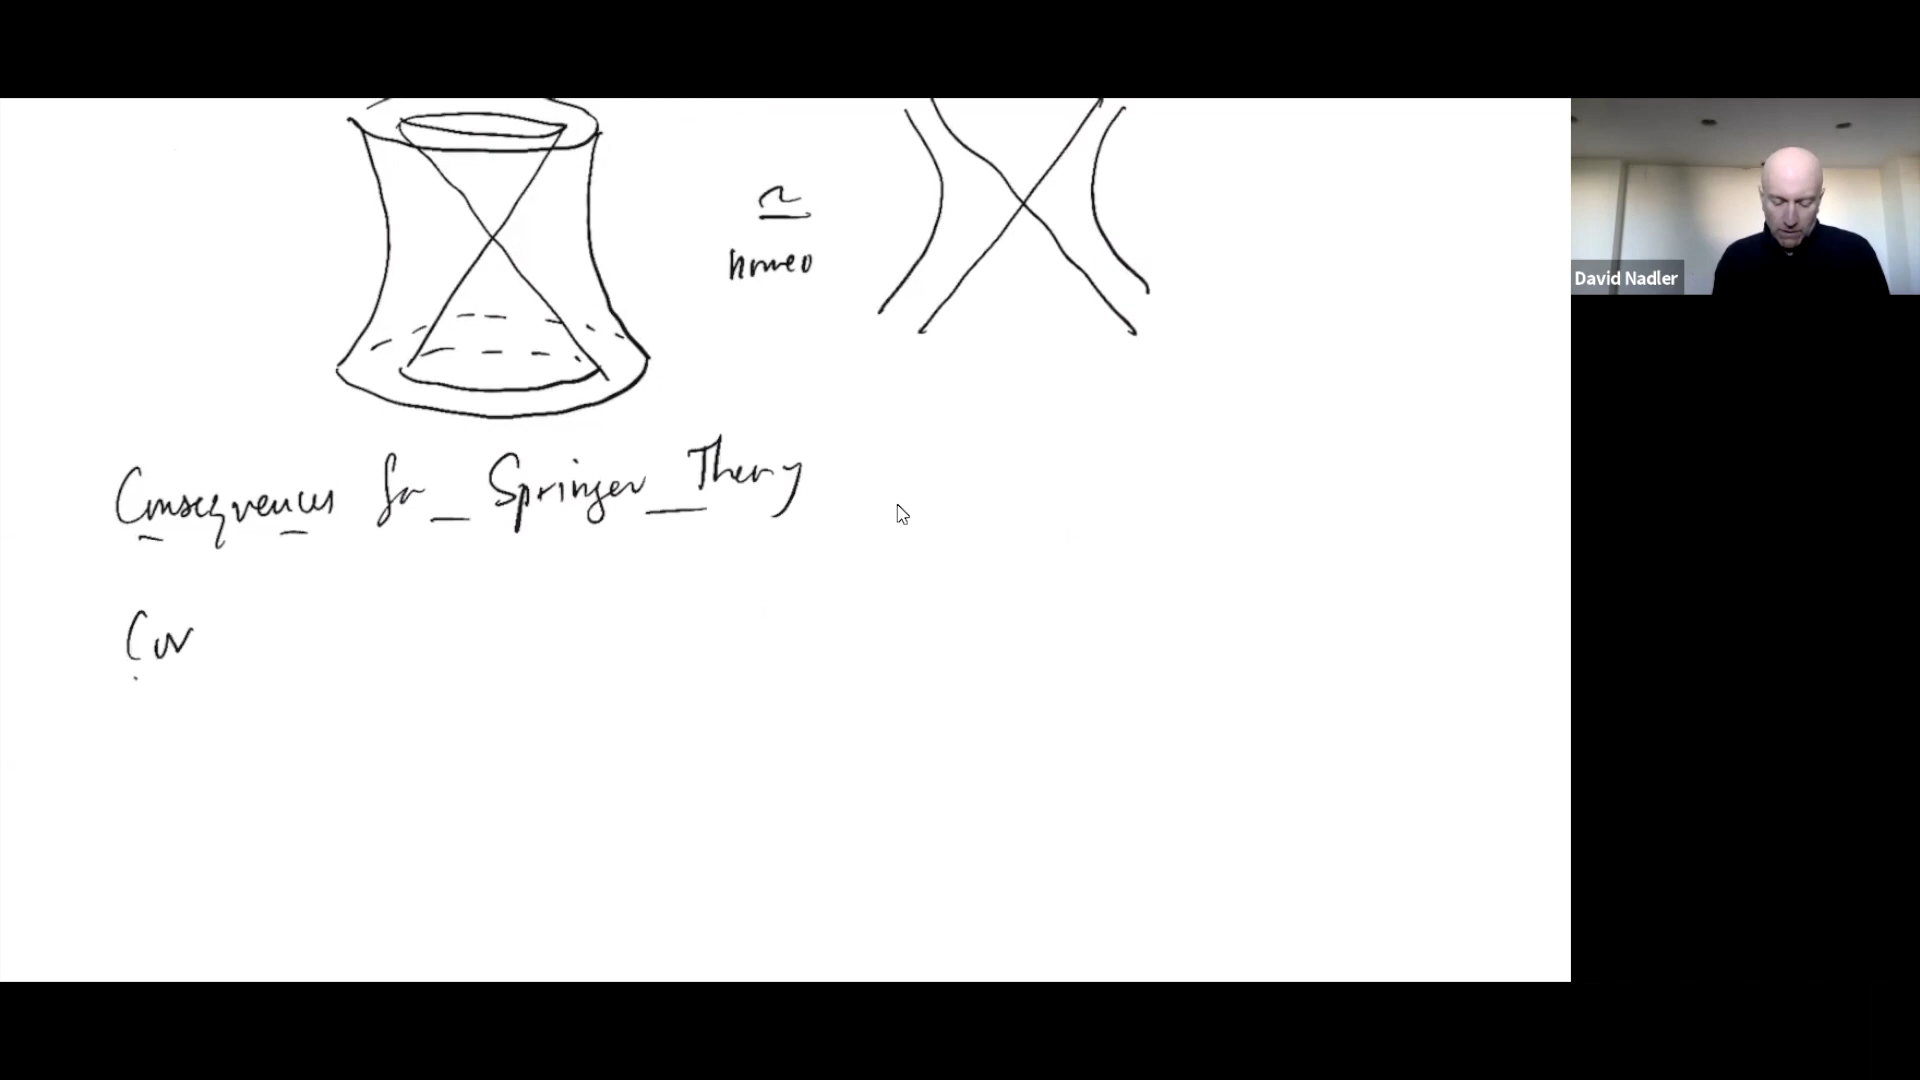 ≃
homeo
David Nadler
Consequences for Springer Theory
Cor